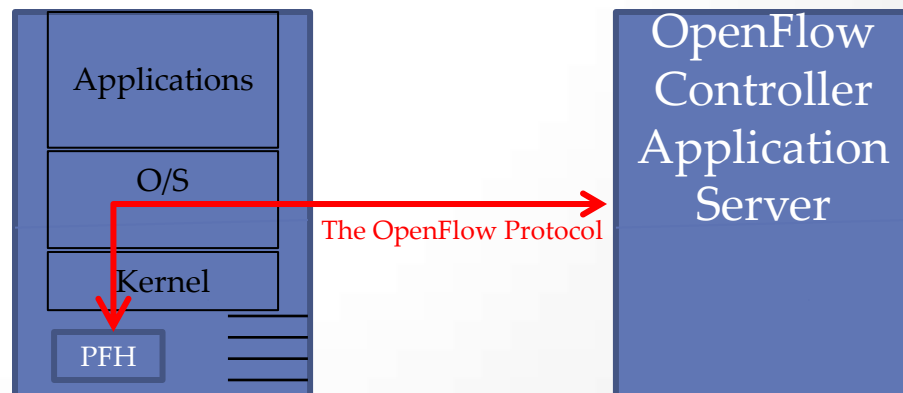 Applications
O/S
Kernel
PFH
The OpenFlow Protocol
OpenFlow
Controller
Application
Server